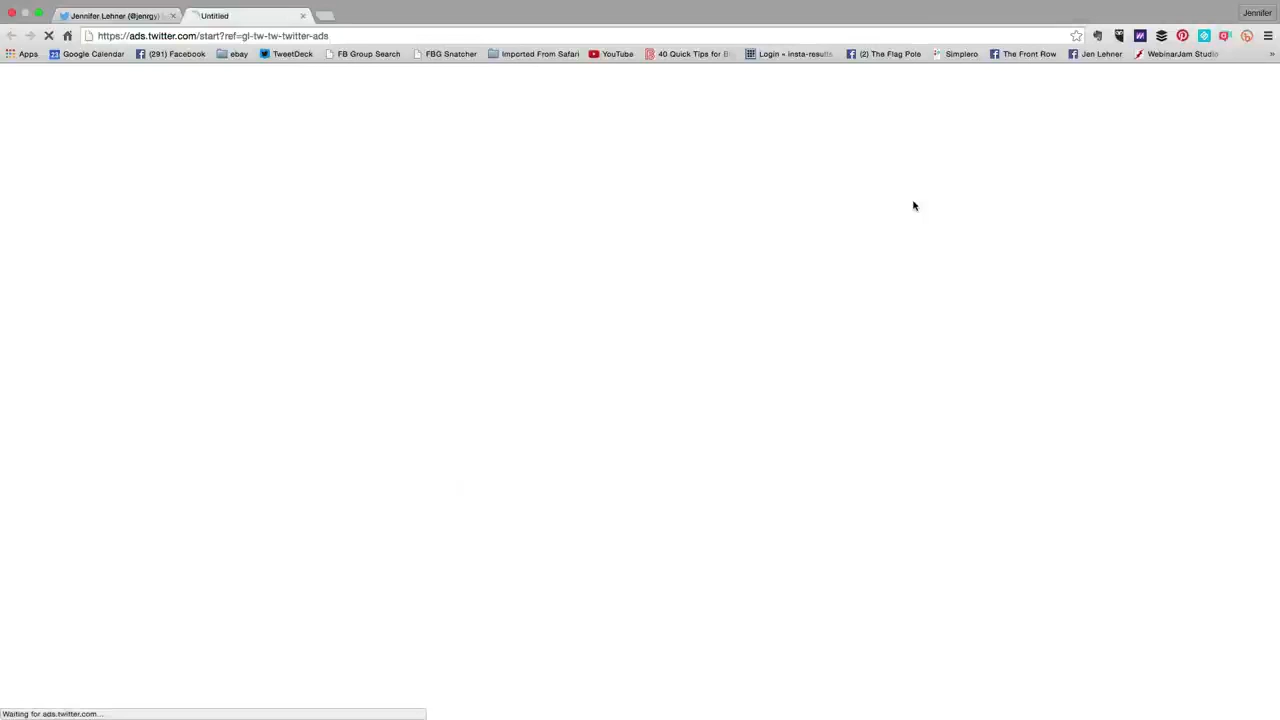 Jennifer Lehner (@jenrgy)
Untitled
Jennifer
https://ads.twitter.com/start?ref=gl-tw-tw-twitter-ads
Apps
Google Calendar
(291) Facebook
ebay
TweetDeck
FB Group Search
FBG Snatcher
Imported From Safari
YouTube
40 Quick Tips for
Login « insta-results
(2) The Flag Pole
Simplero
The Front Row
Jen Lehner
WebinarJam Studio
»
Waiting for ads.twitter.com...